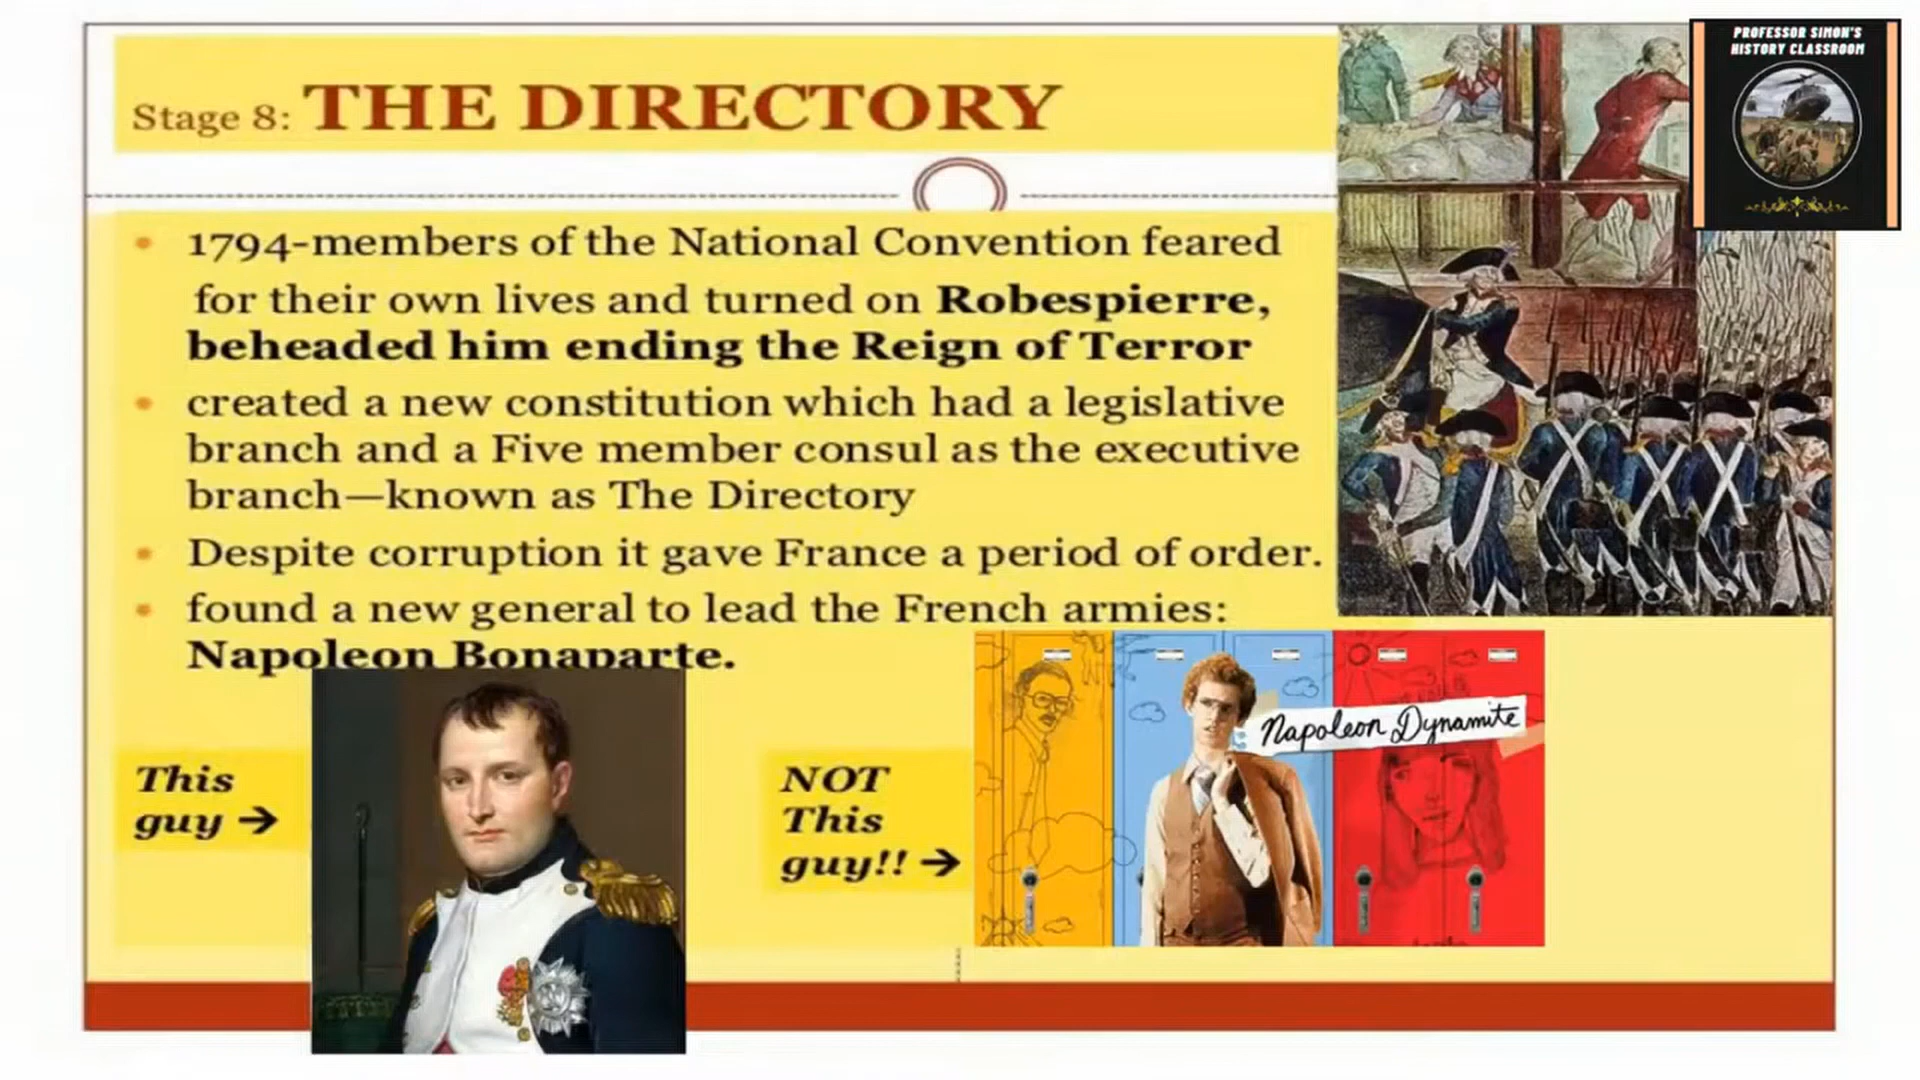 PROFESSOR SIMON'S
HISTORY CLASSROOM
Stage 8: THE DIRECTORY
1794-members of the National Convention feared
for their own lives and turned on Robespierre,
beheaded him ending the Reign of Terror
created a new constitution which had a legislative
branch and a Five member consul as the executive
branch—known as The Directory
Despite corruption it gave France a period of order.
found a new general to lead the French armies:
Napoleon Bonaparte.
This
guy →
NOT
This
guy!! →
Napoleon Dynamite